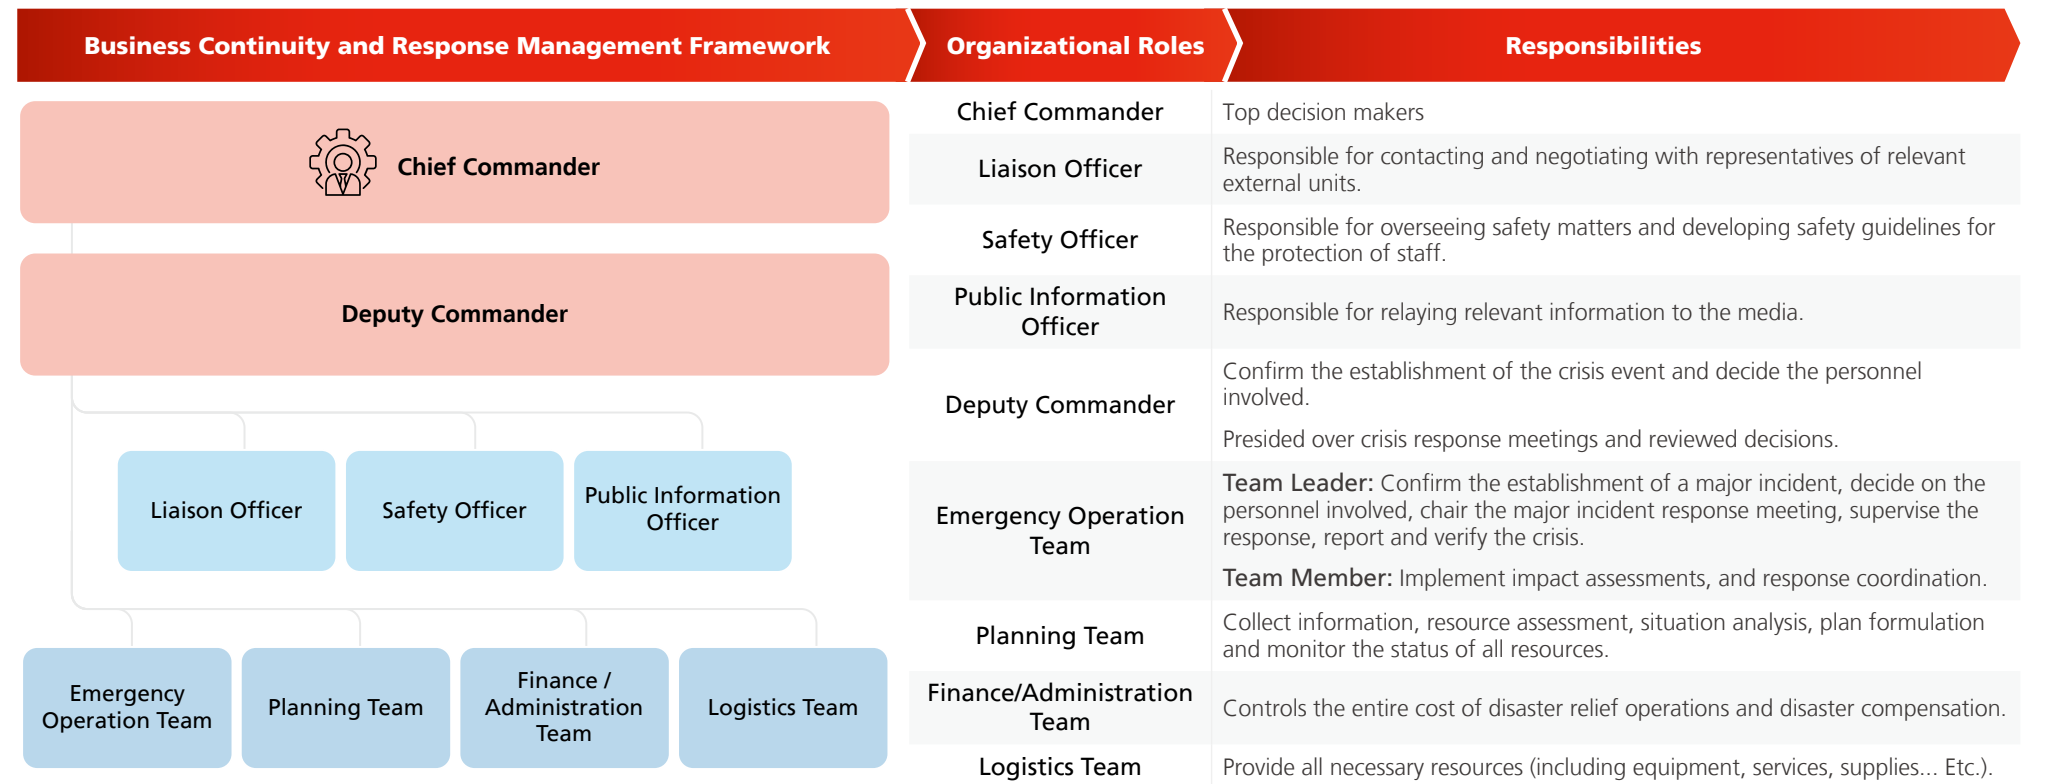 Business Continuity and Response Management Framework
Organizational Roles
Responsibilities
Chief Commander
Deputy Commander
Liaison Officer
Safety Officer
Public Information
Officer
Emergency
Operation Team
Planning Team
Finance /
Administration
Team
Logistics Team
Chief Commander
Top decision makers
Liaison Officer
Responsible for contacting and negotiating with representatives of relevant
external units.
Safety Officer
Responsible for overseeing safety matters and developing safety guidelines for
the protection of staff.
Public Information
Officer
Responsible for relaying relevant information to the media.
Deputy Commander
Confirm the establishment of the crisis event and decide the personnel
involved.
Presided over crisis response meetings and reviewed decisions.
Emergency Operation
Team
Team Leader: Confirm the establishment of a major incident, decide on the
personnel involved, chair the major incident response meeting, supervise the
response, report and verify the crisis.
Team Member: Implement impact assessments, and response coordination.
Planning Team
Collect information, resource assessment, situation analysis, plan formulation
and monitor the status of all resources.
Finance/Administration
Team
Controls the entire cost of disaster relief operations and disaster compensation.
Logistics Team
Provide all necessary resources (including equipment, services, supplies... Etc.).